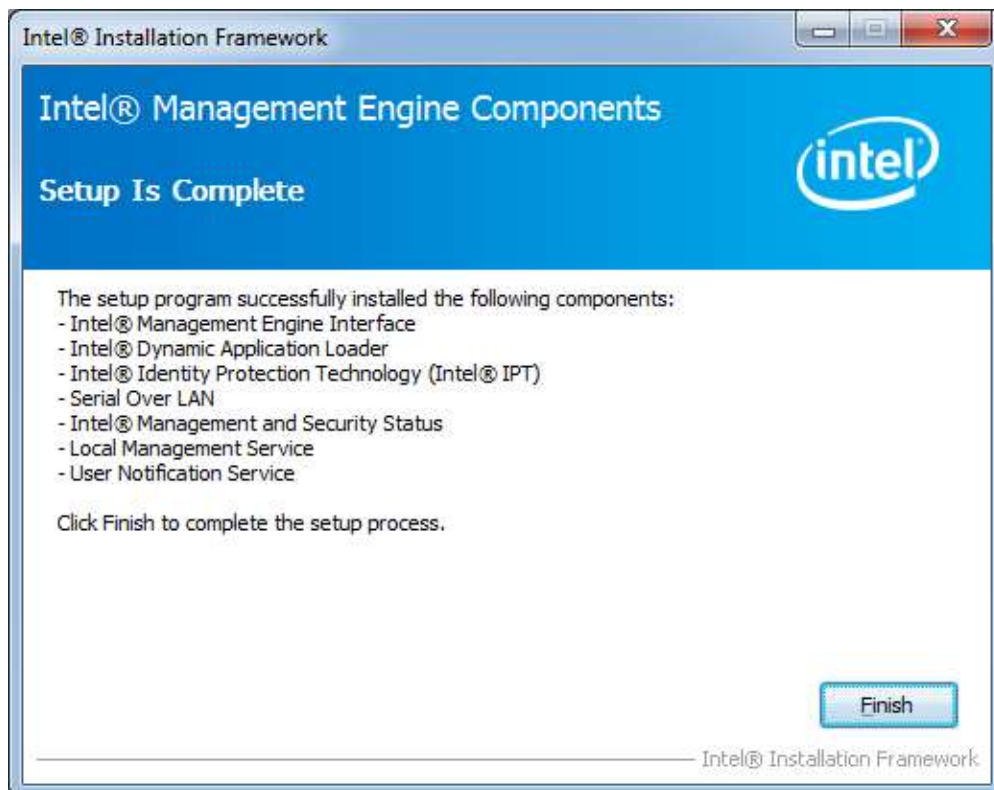 Intel® Installation Framework
Intel® Management Engine Components
Setup Is Complete
intel
The setup program successfully installed the following components:
- Intel® Management Engine Interface
- Intel® Dynamic Application Loader
- Intel® Identity Protection Technology (Intel® IPT)
- Serial Over LAN
- Intel® Management and Security Status
- Local Management Service
- User Notification Service
Click Finish to complete the setup process.
Finish
Intel® Installation Framework